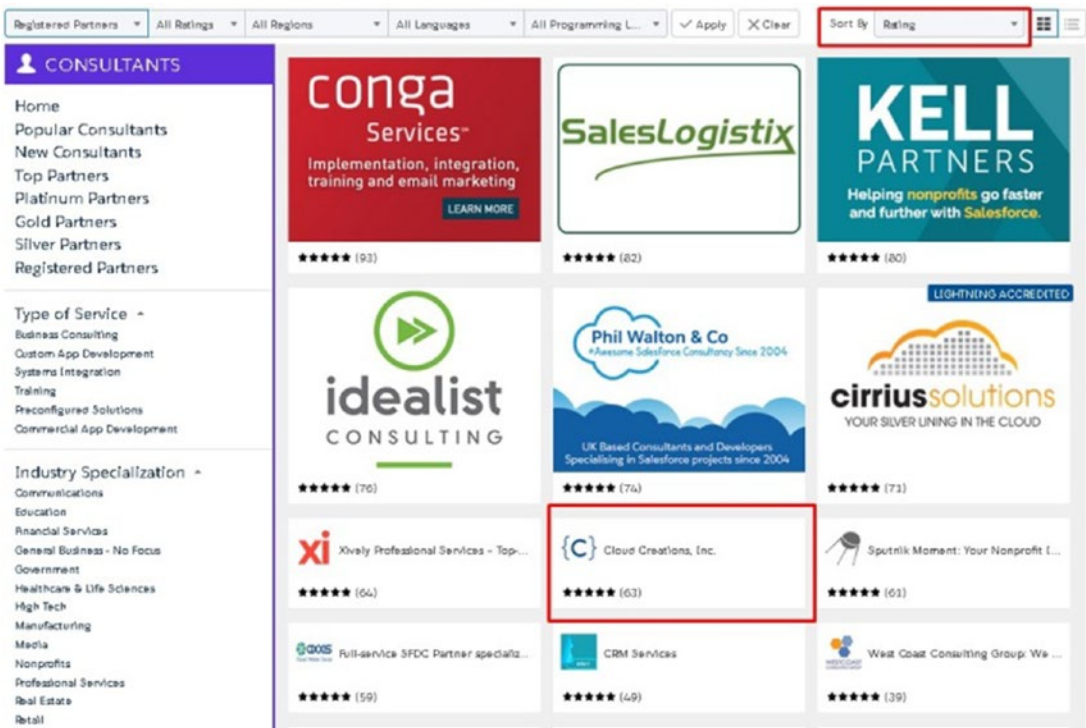 Registered Partners
All Ratings
All Regions
All Languages
All Programming L...
Apply
Clear
Sort By
Rating
CONSULTANTS
Home
Popular Consultants
New Consultants
Top Partners
Platinum Partners
Gold Partners
Silver Partners
Registered Partners
Type of Service
Business Consulting
Custom App Development
Systems Integration
Training
Preconfigured Solutions
Commercial App Development
Industry Specialization
Communications
Education
Financial Services
General Business - No Focus
Government
Healthcare & Life Sciences
High Tech
Manufacturing
Media
Nonprofits
Professional Services
Real Estate
Retail
conga
Services
Implementation, integration,
training and email marketing
LEARN MORE
(93)
SalesLogistix
(82)
KELL
PARTNERS
Helping nonprofits go faster
and further with Salesforce.
(80)
idealist
CONSULTING
(76)
Phil Walton & Co
*Awesome Salesforce Consultancy Since 2004
UK Based Consultants and Developers
Specialising in Salesforce projects since 2004
(74)
LIGHTNING ACCREDITED
cirriussolutions
YOUR SILVER LINING IN THE CLOUD
(71)
xi
Xively Professional Services - Top-...
(64)
{C}
Cloud Creations, Inc.
(63)
Sputnik Moment: Your Nonprofit I...
(61)
Full-service SFDC Partner specializ...
(59)
CRM Services
(49)
West Coast Consulting Group: We ...
(39)